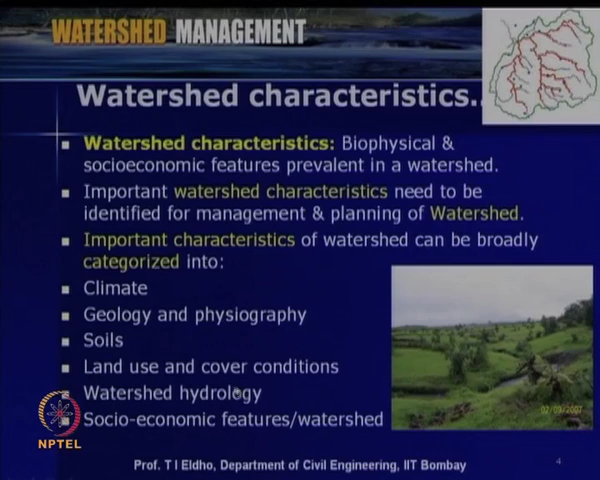 WATERSHED MANAGEMENT
Watershed characteristics..
Watershed characteristics: Biophysical &
socioeconomic features prevalent in a watershed.
Important watershed characteristics need to be
identified for management & planning of Watershed.
Important characteristics of watershed can be broadly
categorized into:
Climate
Geology and physiography
Soils
Land use and cover conditions
Watershed hydrology
Socio-economic features/watershed
02/09/2007
NPTEL
Prof. T I Eldho, Department of Civil Engineering, IIT Bombay
4